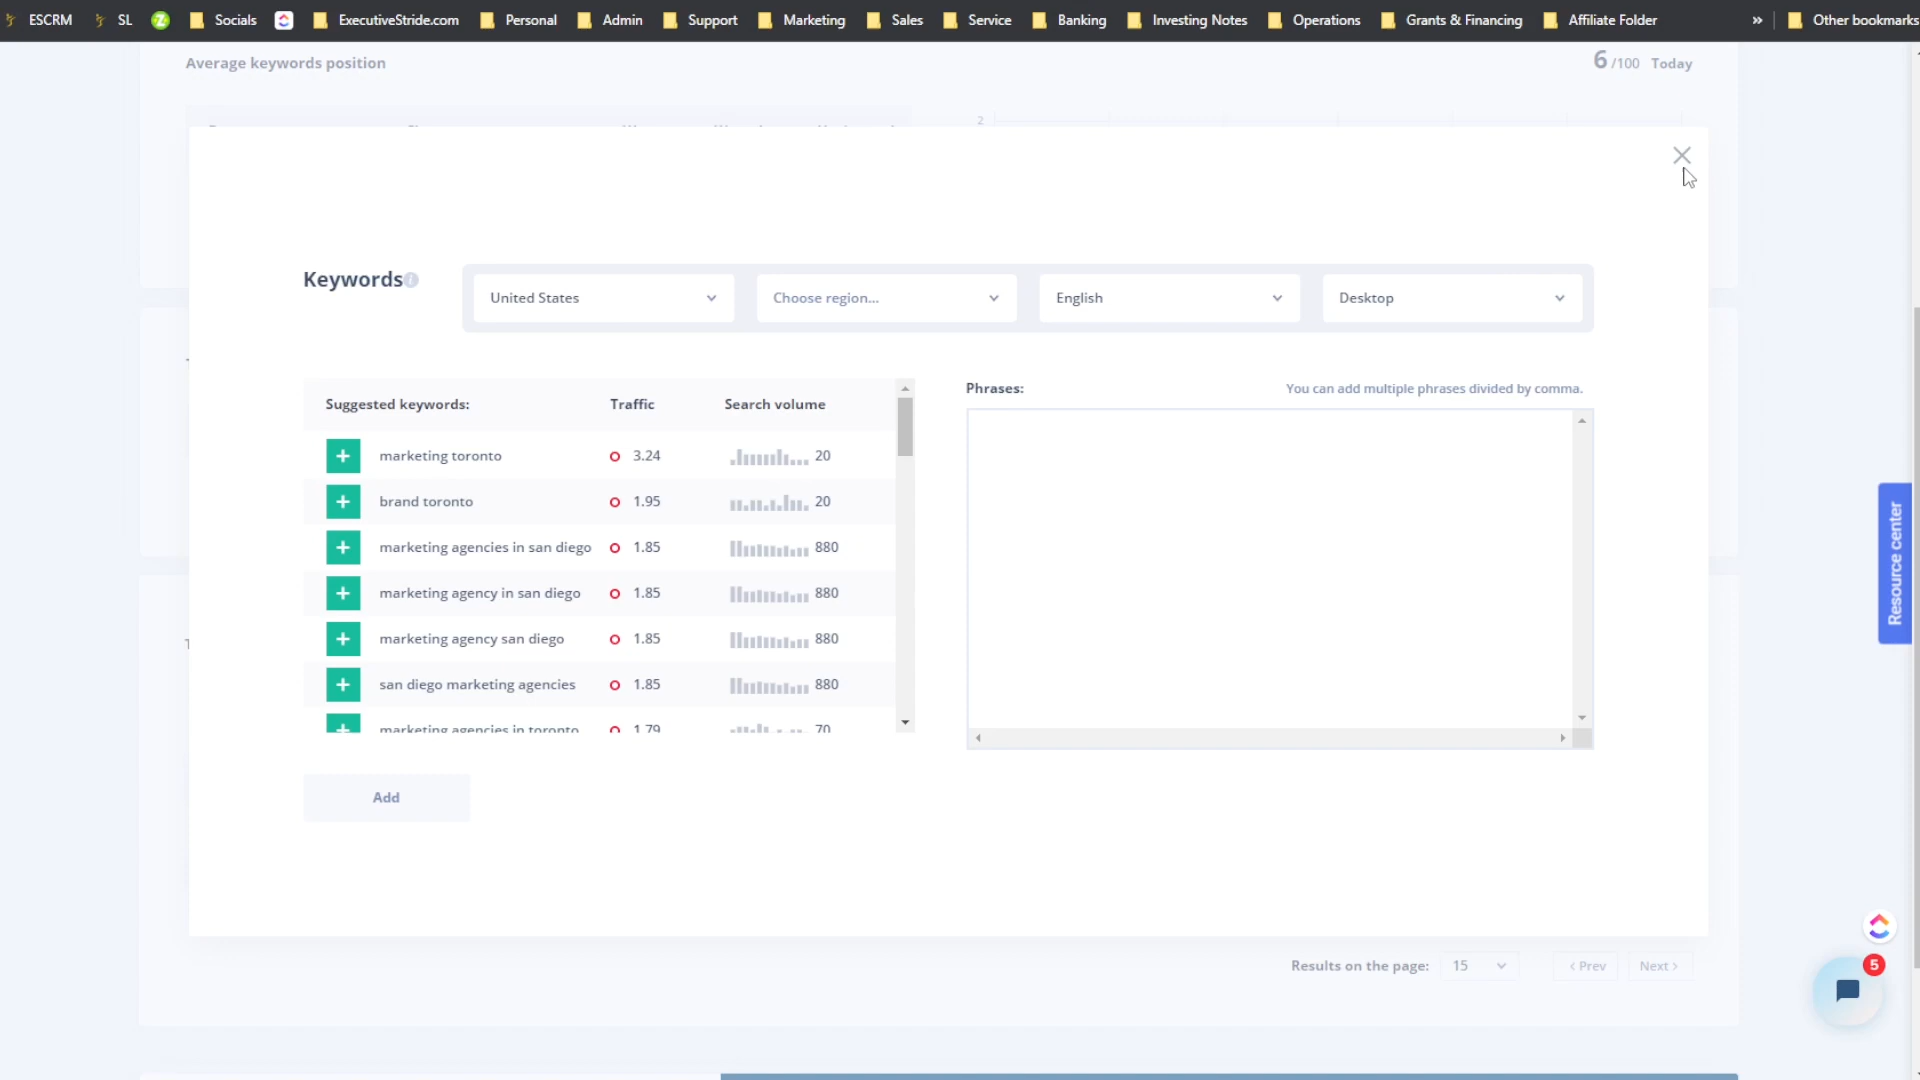 ESCRM SL Socials ExecutiveStride.com Personal Admin Support Marketing Sales Service Banking Investing Notes Operations Grants & Financing Affiliate Folder » Other bookmarks
Average keywords position 6 /100 Today
2
Keywords United States Choose region... English Desktop
Suggested keywords: Traffic Search volume
marketing toronto 3.24 20
brand toronto 1.95 20
marketing agencies in san diego 1.85 880
marketing agency in san diego 1.85 880
marketing agency san diego 1.85 880
san diego marketing agencies 1.85 880
marketing agencies in toronto 1.79 70
Add
Phrases: You can add multiple phrases divided by comma.
Resource center
Results on the page: 15 < Prev Next >
5